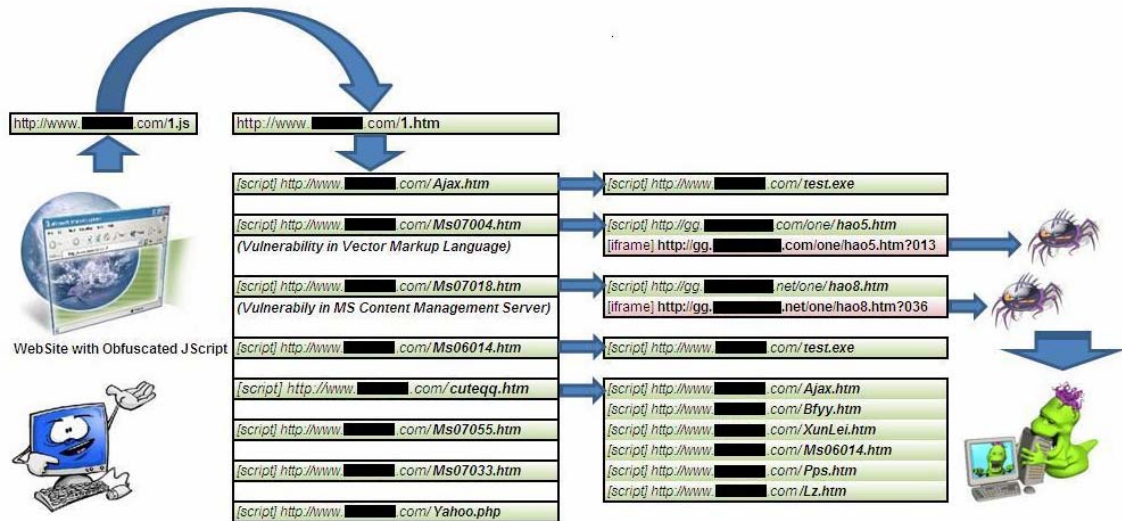 http://www. .com/1.js
http://www. .com/1.htm
[script] http://www. .com/Ajax.htm
[script] http://www. .com/test.exe
[script] http://www. .com/Ms07004.htm
(Vulnerability in Vector Markup Language)
[script] http://gg. com/one/hao5.htm
[iframe] http://gg. .com/one/hao5.htm?013
[script] http://www. .com/Ms07018.htm
(Vulnerabily in MS Content Management Server)
[script] http://gg. .net/one/hao8.htm
[iframe] http://gg. .net/one/hao8.htm?036
WebSite with Obfuscated JScript
[script] http://www. .com/Ms06014.htm
[script] http://www. .com/test.exe
[script] http://www. .com/cuteqq.htm
[script] http://www. .com/Ms07055.htm
[script] http://www. .com/Ms07033.htm
[script] http://www. .com/Yahoo.php
[script] http://www. .com/Ajax.htm
[script] http://www. .com/Bfyy.htm
[script] http://www. .com/XunLei.htm
[script] http://www. .com/Ms06014.htm
[script] http://www. .com/Pps.htm
[script] http://www. .com/Lz.htm